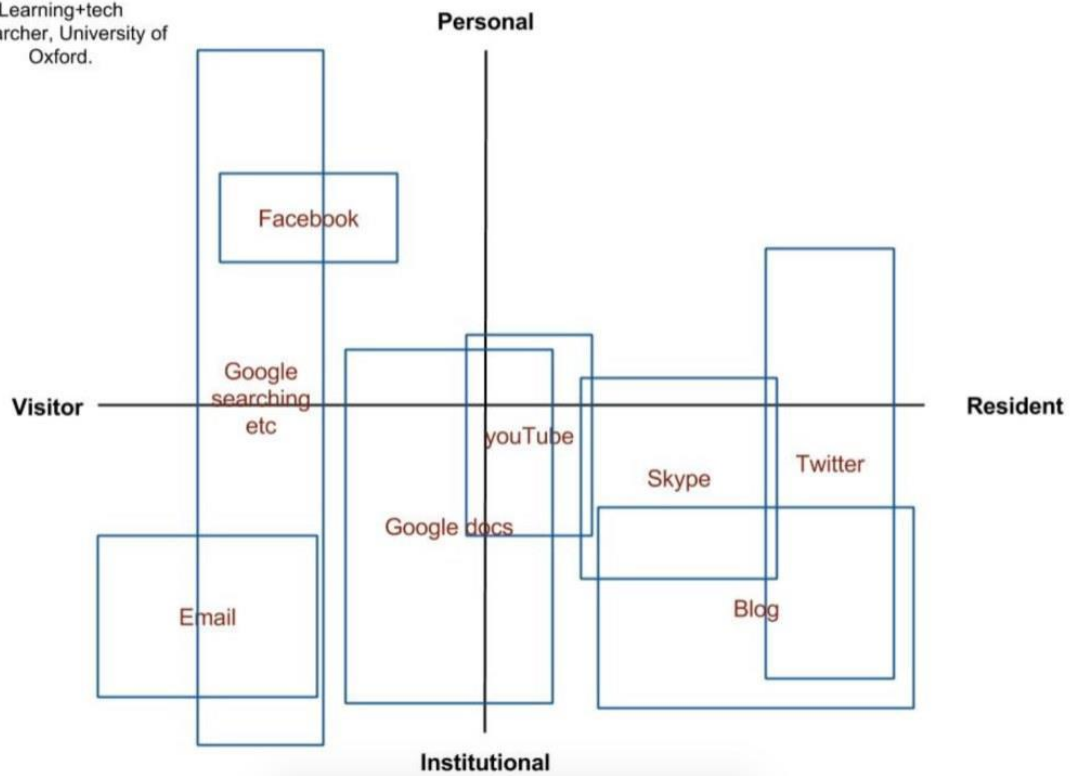 Learning+tech
University of
Oxford.
Personal
Facebook
Google
searching
etc
Visitor
Resident
youTube
Twitter
Skype
Google docs
Blog
Email
Institutional